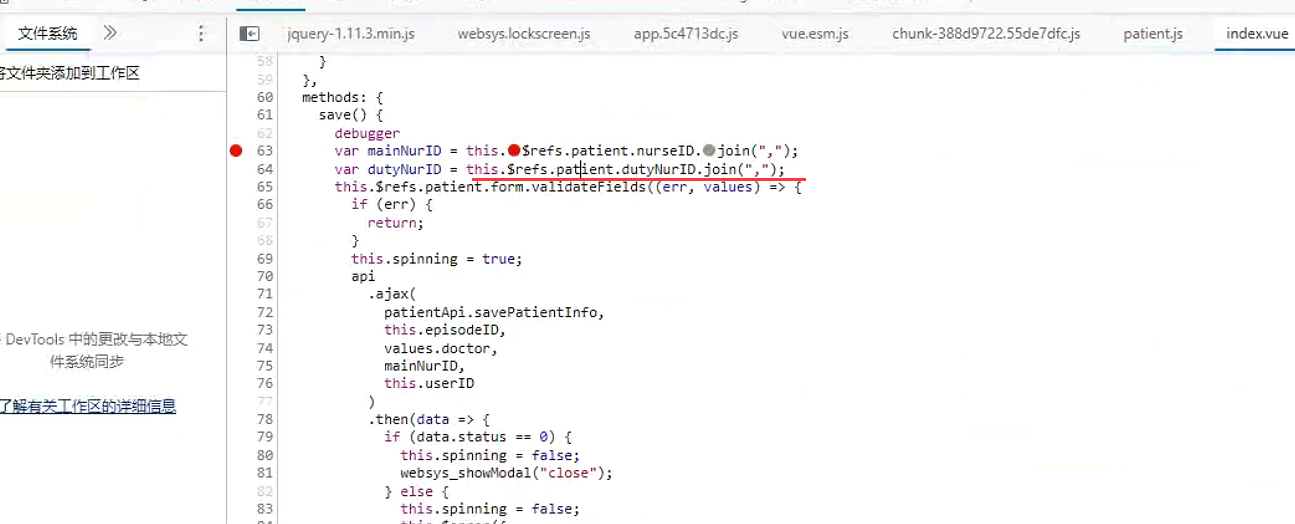 文件系统
jquery-1.11.3.min.js websys.lockscreen.js app.5c4713dc.js vue.esm.js chunk-388d9722.55de7dfc.js patient.js index.vue
将文件夹添加到工作区
DevTools 中的更改与本地文
件系统同步
了解有关工作区的详细信息
58 }
59 },
60 methods: {
61 save() {
62 debugger
63 var mainNurID = this.$refs.patient.nurseID.join(",");
64 var dutyNurID = this.$refs.patient.dutyNurID.join(",");
65 this.$refs.patient.form.validateFields((err, values) => {
66 if (err) {
67 return;
68 }
69 this.spinning = true;
70 api
71 .ajax(
72 patientApi.savePatientInfo,
73 this.episodeID,
74 values.doctor,
75 mainNurID,
76 this.userID
77 )
78 .then(data => {
79 if (data.status == 0) {
80 this.spinning = false;
81 websys_showModal("close");
82 } else {
83 this.spinning = false;